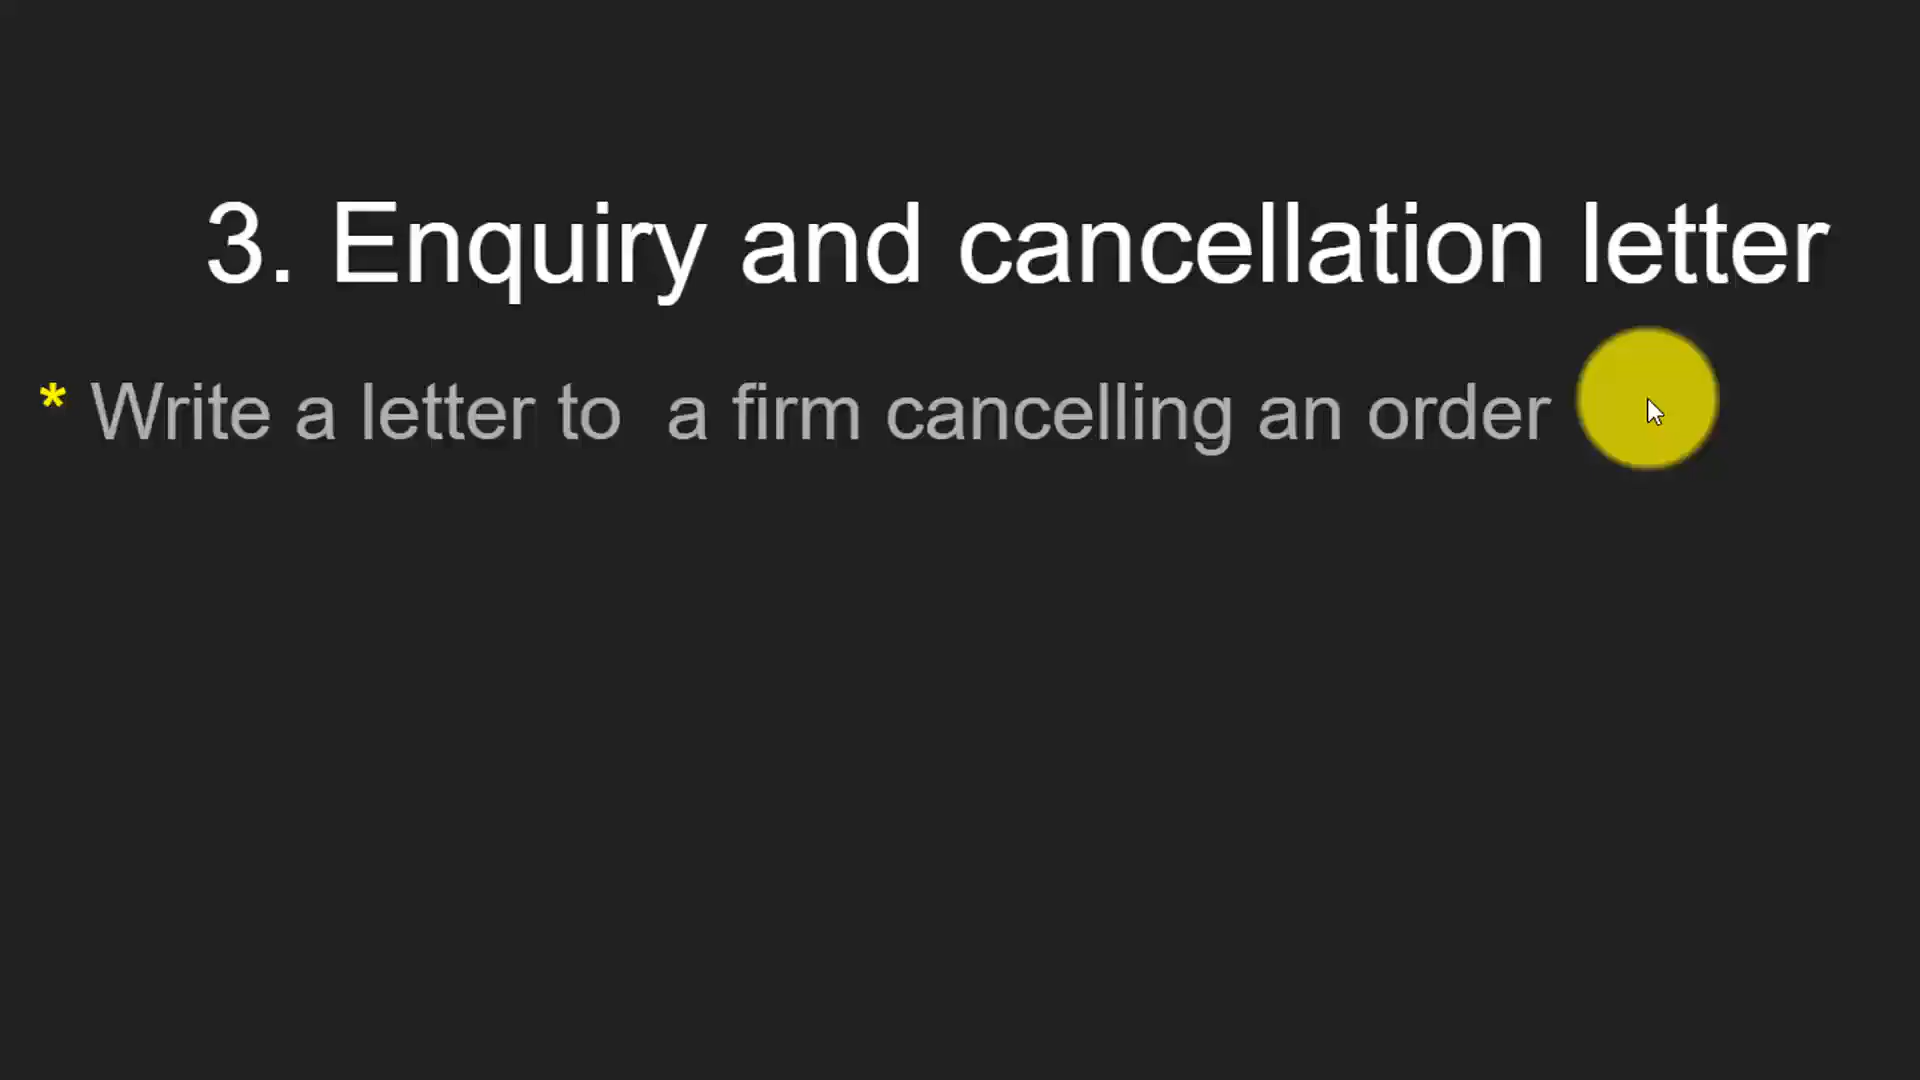 3. Enquiry and cancellation letter
* Write a letter to  a firm cancelling an order